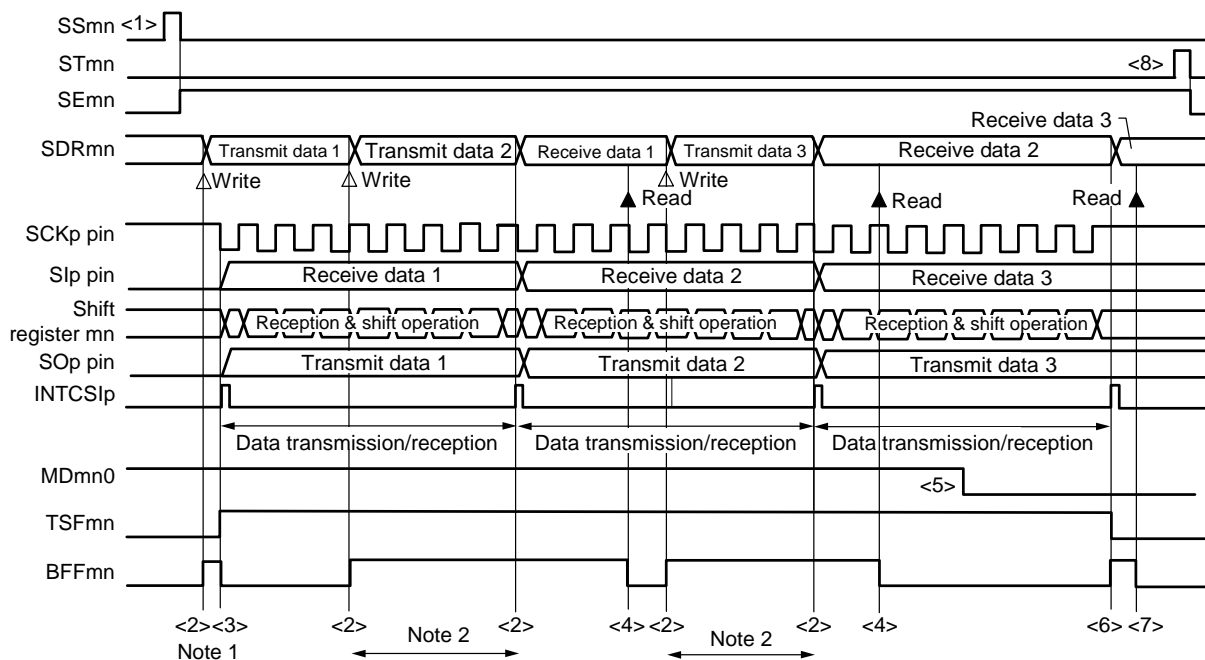 SSmn <1>
STmn <8>
SEmn
Receive data 3
SDRmn Transmit data 1 Transmit data 2 Receive data 1 Transmit data 3 Receive data 2
Write Write Write
Read Read Read
SCKp pin
SIp pin Receive data 1 Receive data 2 Receive data 3
Shift
register mn Reception & shift operation Reception & shift operation Reception & shift operation
SOp pin Transmit data 1 Transmit data 2 Transmit data 3
INTCSIp
Data transmission/reception Data transmission/reception Data transmission/reception
MDmn0 <5>
TSFmn
BFFmn
<2> <3> <2> <2> <4> <2> <2> <4> <6> <7>
Note 1 Note 2 Note 2